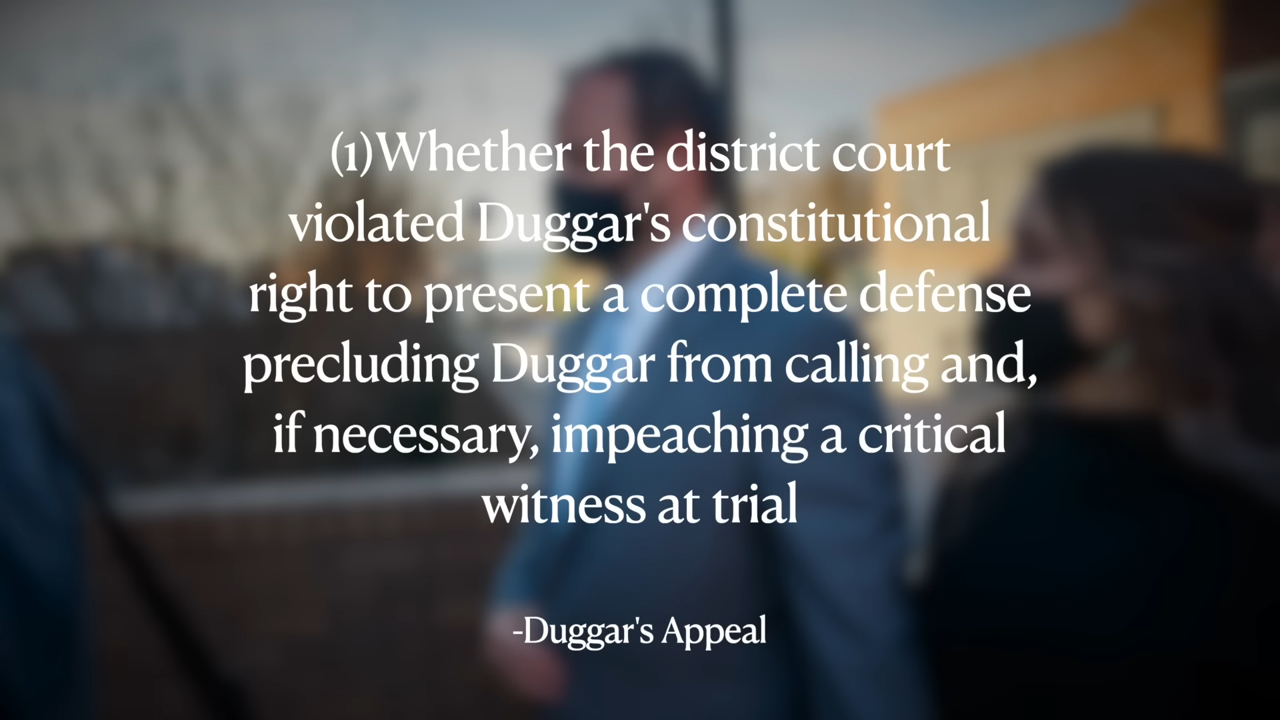 (1)Whether the district court
violated Duggar's constitutional
right to present a complete defense
precluding Duggar from calling and,
if necessary, impeaching a critical
witness at trial
-Duggar's Appeal